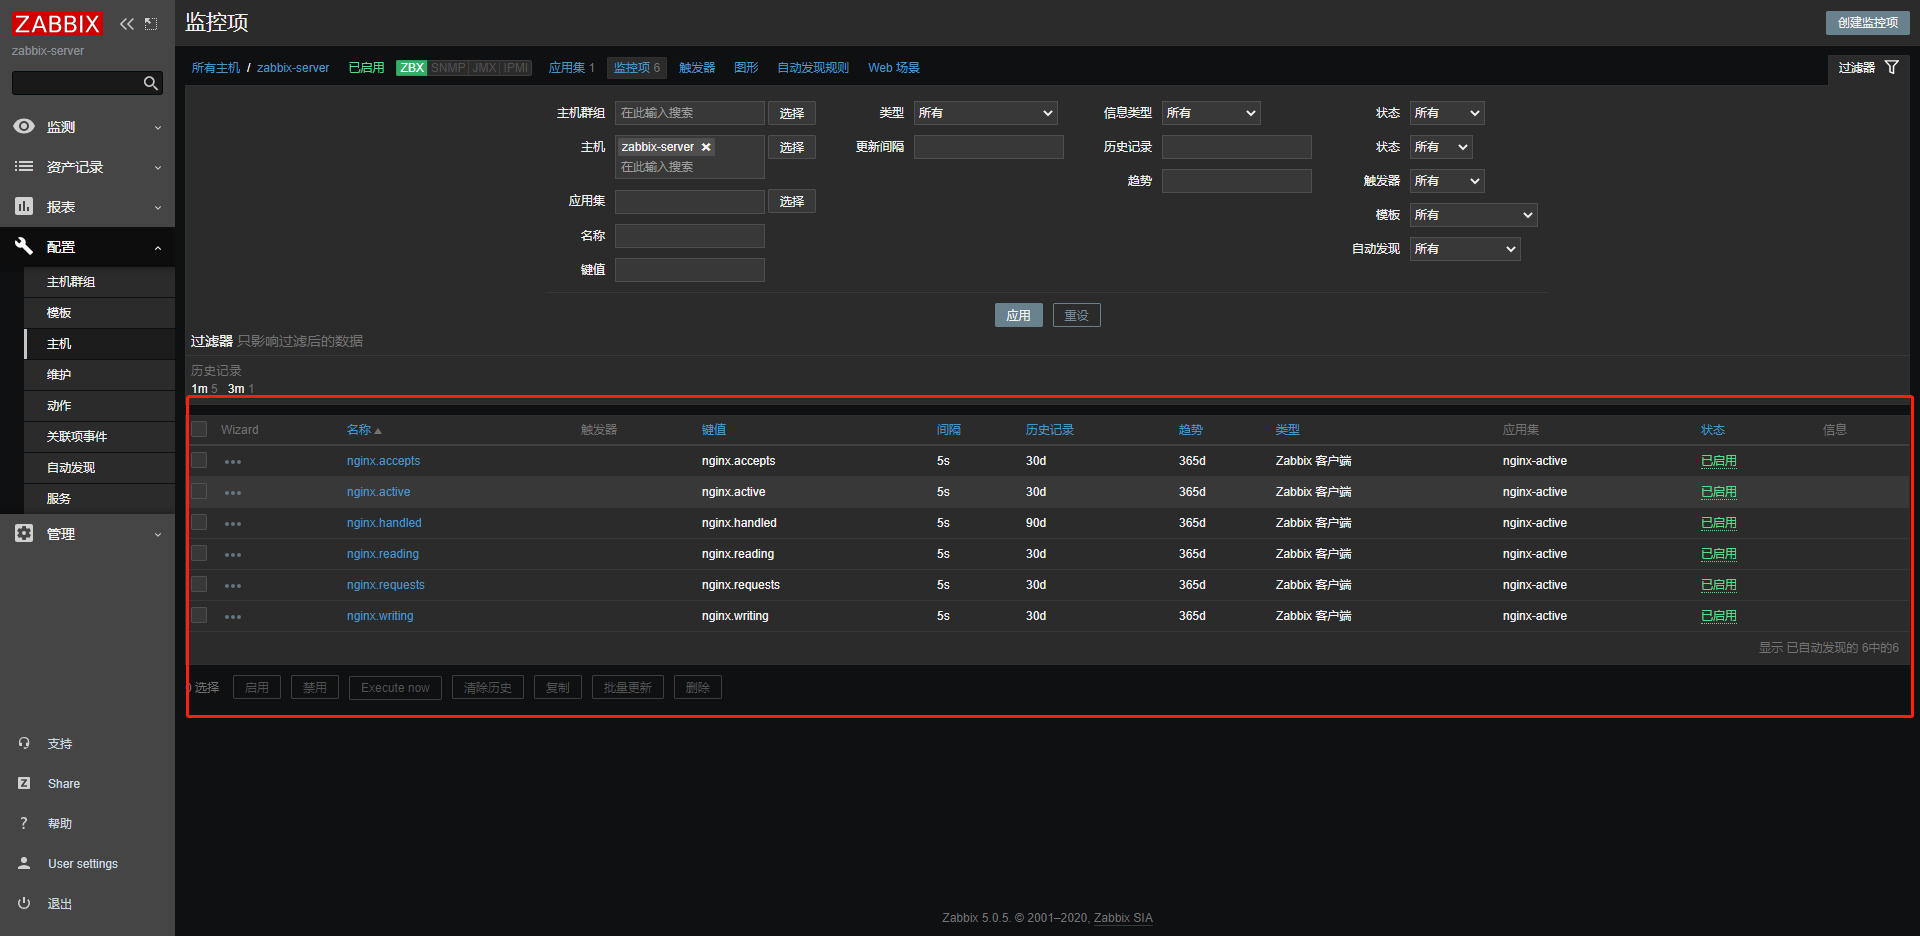 ZABBIX
zabbix-server
监测
资产记录
报表
配置
主机群组
模板
主机
维护
动作
关联项事件
自动发现
服务
管理
支持
Share
帮助
User settings
退出
监控项
创建监控项
所有主机 / zabbix-server 已启用 ZBX SNMP JMX IPMI 应用集 1 监控项 6 触发器 图形 自动发现规则 Web 场景
过滤器
主机群组 在此输入搜索 选择 类型 所有 信息类型 所有 状态 所有
主机 zabbix-server 在此输入搜索 选择 更新间隔 历史记录 状态 所有
趋势 触发器 所有
应用集 选择 模板 所有
名称 自动发现 所有
键值
应用 重设
过滤器 只影响过滤后的数据
历史记录
1m 5 3m 1
Wizard 名称 触发器 键值 间隔 历史记录 趋势 类型 应用集 状态 信息
nginx.accepts nginx.accepts 5s 30d 365d Zabbix 客户端 nginx-active 已启用
nginx.active nginx.active 5s 30d 365d Zabbix 客户端 nginx-active 已启用
nginx.handled nginx.handled 5s 90d 365d Zabbix 客户端 nginx-active 已启用
nginx.reading nginx.reading 5s 30d 365d Zabbix 客户端 nginx-active 已启用
nginx.requests nginx.requests 5s 30d 365d Zabbix 客户端 nginx-active 已启用
nginx.writing nginx.writing 5s 30d 365d Zabbix 客户端 nginx-active 已启用
显示 已自动发现的 6中的6
0 选择 启用 禁用 Execute now 清除历史 复制 批量更新 删除
Zabbix 5.0.5. © 2001–2020, Zabbix SIA